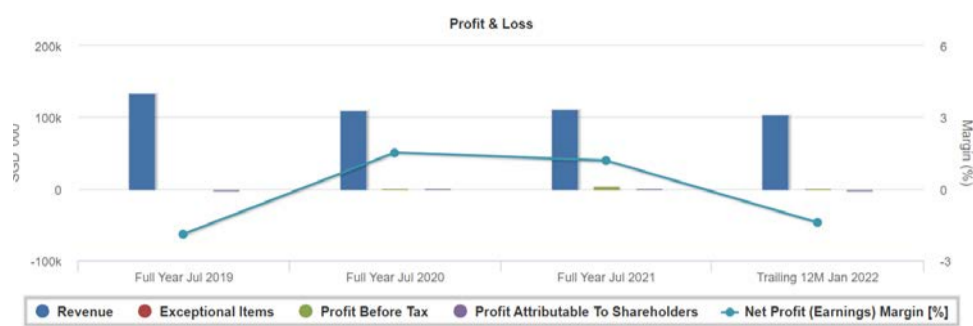 Profit & Loss
200k
6
100k
3
0
0
-100k
-3
Margin (%)
Full Year Jul 2019
Full Year Jul 2020
Full Year Jul 2021
Trailing 12M Jan 2022
Revenue
Exceptional Items
Profit Before Tax
Profit Attributable To Shareholders
Net Profit (Earnings) Margin [%]